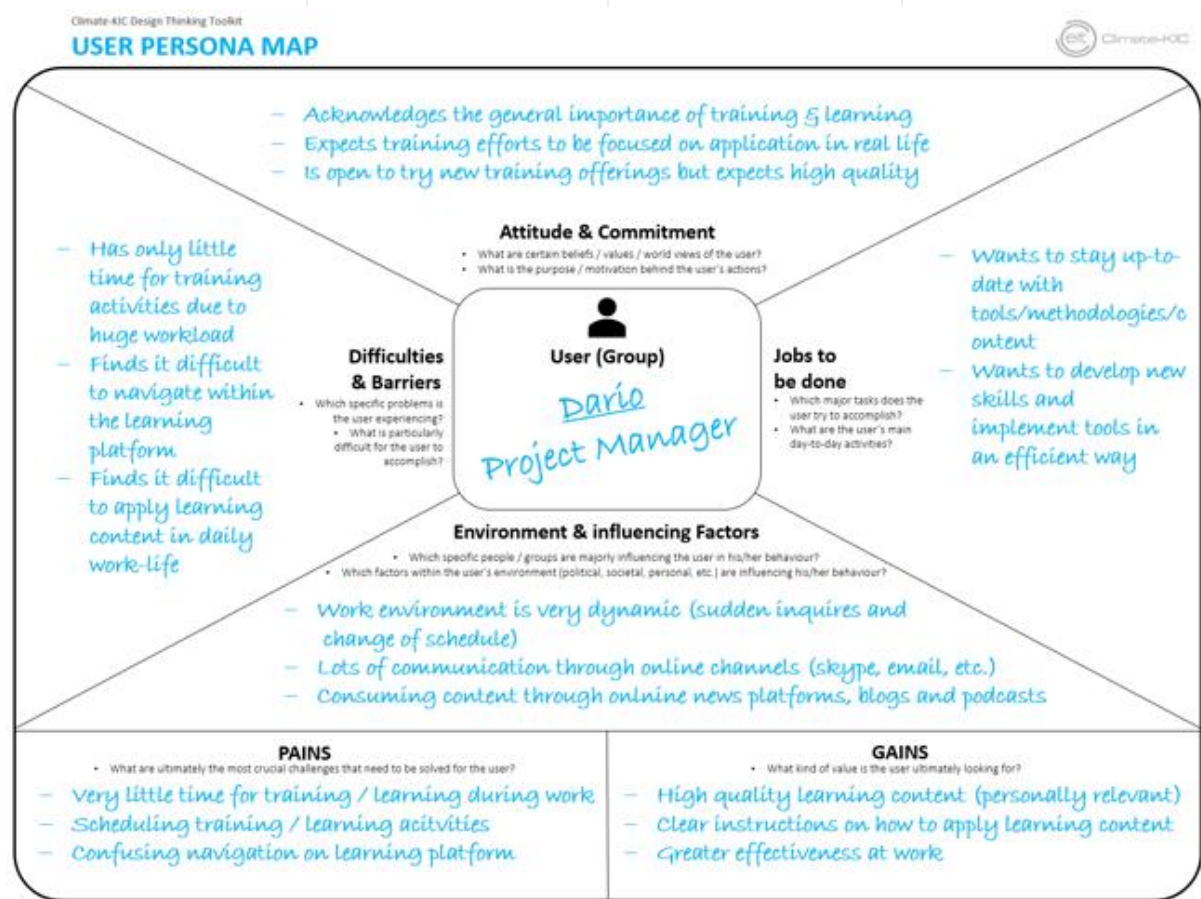 Climate-KIC Design Thinking Toolkit
USER PERSONA MAP
eit Climate-KIC
– Acknowledges the general importance of training & learning
– Expects training efforts to be focused on application in real life
– Is open to try new training offerings but expects high quality
Attitude & Commitment
• What are certain beliefs / values / world views of the user?
• What is the purpose / motivation behind the user's actions?
– Has only little
time for training
activities due to
huge workload
– Finds it difficult
to navigate within
the learning
platform
– Finds it difficult
to apply learning
content in daily
work-life
Difficulties
& Barriers
• Which specific problems is
the user experiencing?
• What is particularly
difficult for the user to
accomplish?
User (Group)
Dario
Project Manager
Jobs to
be done
• Which major tasks does the
user try to accomplish?
• What are the user's main
day-to-day activities?
– Wants to stay up-to-
date with
tools/methodologies/c
ontent
– Wants to develop new
skills and
implement tools in
an efficient way
Environment & influencing Factors
• Which specific people / groups are majorly influencing the user in his/her behaviour?
• Which factors within the user's environment (political, societal, personal, etc.) are influencing his/her behaviour?
– Work environment is very dynamic (sudden inquires and
change of schedule)
– Lots of communication through online channels (skype, email, etc.)
– Consuming content through onlnine news platforms, blogs and podcasts
PAINS
• What are ultimately the most crucial challenges that need to be solved for the user?
– Very little time for training / learning during work
– Scheduling training / learning acitvities
– Confusing navigation on learning platform
GAINS
• What kind of value is the user ultimately looking for?
– High quality learning content (personally relevant)
– Clear instructions on how to apply learning content
– Greater effectiveness at work